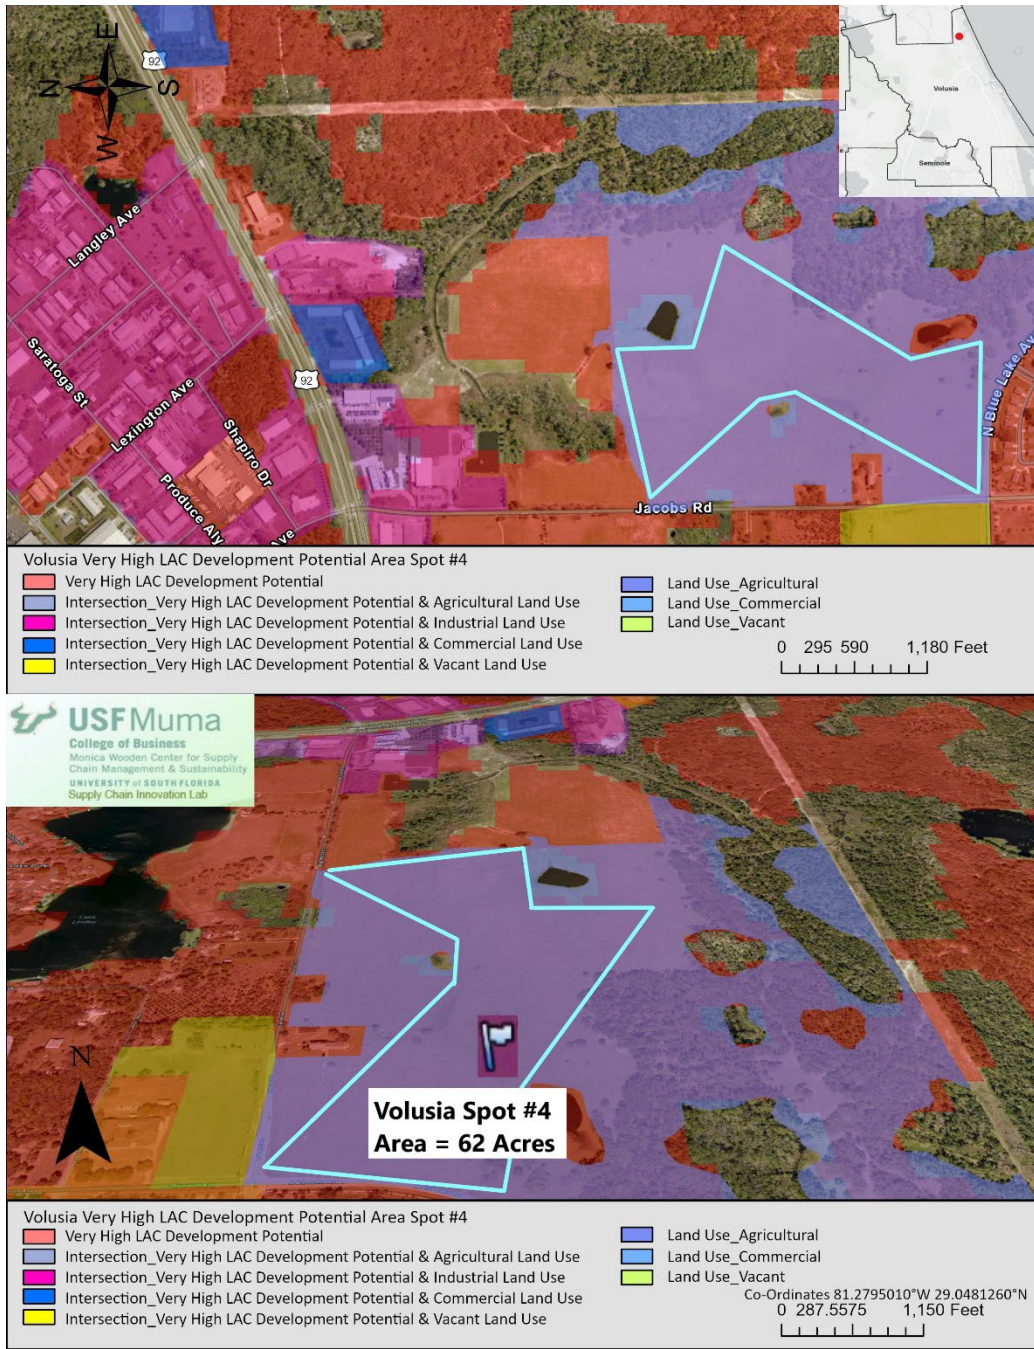 E
N
S
W
92
Volusia
Seminole
Langley Ave
Saratoga St
Lexington Ave
Shapiro Dr
Produce Aly
Ave
92
Jacobs Rd
N Blue Lake Av
Volusia Very High LAC Development Potential Area Spot #4
Very High LAC Development Potential
Intersection_Very High LAC Development Potential & Agricultural Land Use
Intersection_Very High LAC Development Potential & Industrial Land Use
Intersection_Very High LAC Development Potential & Commercial Land Use
Intersection_Very High LAC Development Potential & Vacant Land Use
Land Use_Agricultural
Land Use_Commercial
Land Use_Vacant
0 295 590 1,180 Feet
USF Muma
College of Business
Monica Wooden Center for Supply
Chain Management & Sustainability
UNIVERSITY of SOUTH FLORIDA
Supply Chain Innovation Lab
N
Volusia Spot #4
Area = 62 Acres
Volusia Very High LAC Development Potential Area Spot #4
Very High LAC Development Potential
Intersection_Very High LAC Development Potential & Agricultural Land Use
Intersection_Very High LAC Development Potential & Industrial Land Use
Intersection_Very High LAC Development Potential & Commercial Land Use
Intersection_Very High LAC Development Potential & Vacant Land Use
Land Use_Agricultural
Land Use_Commercial
Land Use_Vacant
Co-Ordinates 81.2795010°W 29.0481260°N
0 287.5575 1,150 Feet